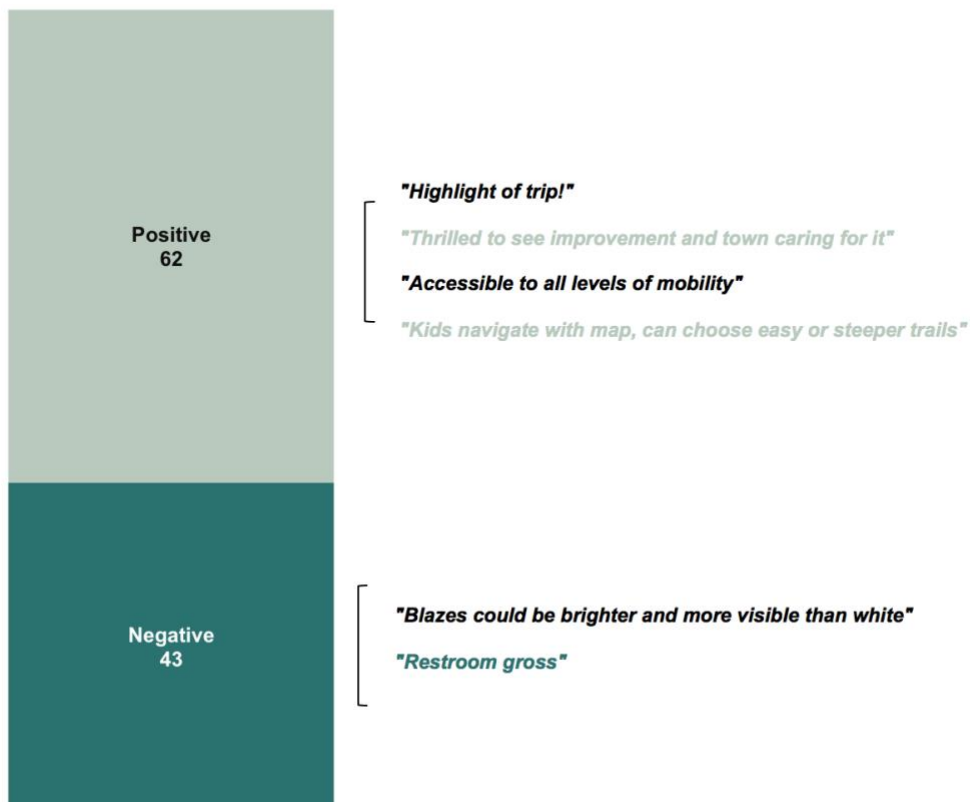 Positive
62
"Highlight of trip!"
"Thrilled to see improvement and town caring for it"
"Accessible to all levels of mobility"
"Kids navigate with map, can choose easy or steeper trails"
Negative
43
"Blazes could be brighter and more visible than white"
"Restroom gross"